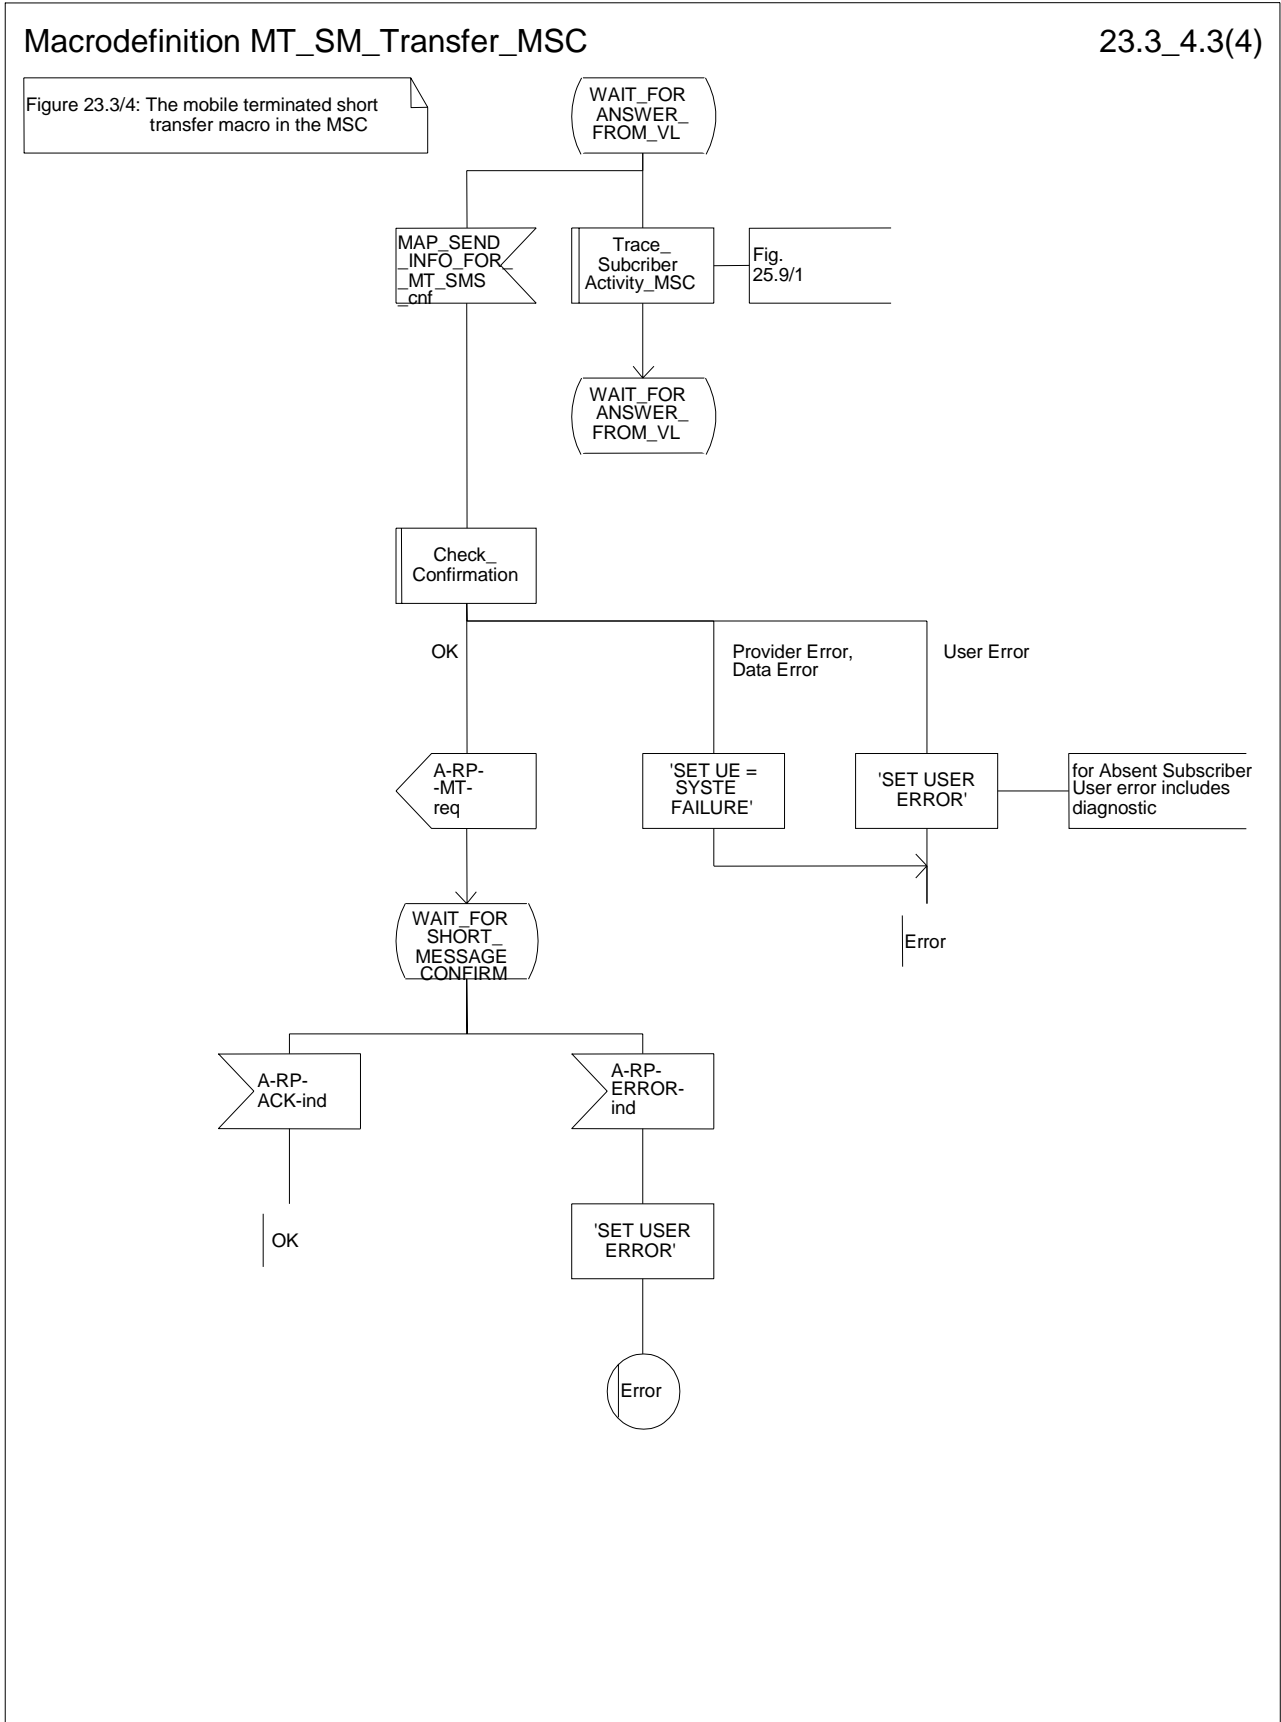 Macrodefinition MT_SM_Transfer_MSC
23.3_4.3(4)
Figure 23.3/4: The mobile terminated short
transfer macro in the MSC
WAIT_FOR
ANSWER_
FROM_VL
MAP_SEND
_INFO_FOR_
_MT_SMS
_cnf
Trace_
Subcriber
Activity_MSC
Fig.
25.9/1
WAIT_FOR
ANSWER_
FROM_VL
Check_
Confirmation
OK
Provider Error,
Data Error
User Error
A-RP-
-MT-
req
'SET UE =
SYSTE
FAILURE'
'SET USER
ERROR'
for Absent Subscriber
User error includes
diagnostic
WAIT_FOR
SHORT_
MESSAGE
CONFIRM
Error
A-RP-
ACK-ind
A-RP-
ERROR-
ind
OK
'SET USER
ERROR'
Error